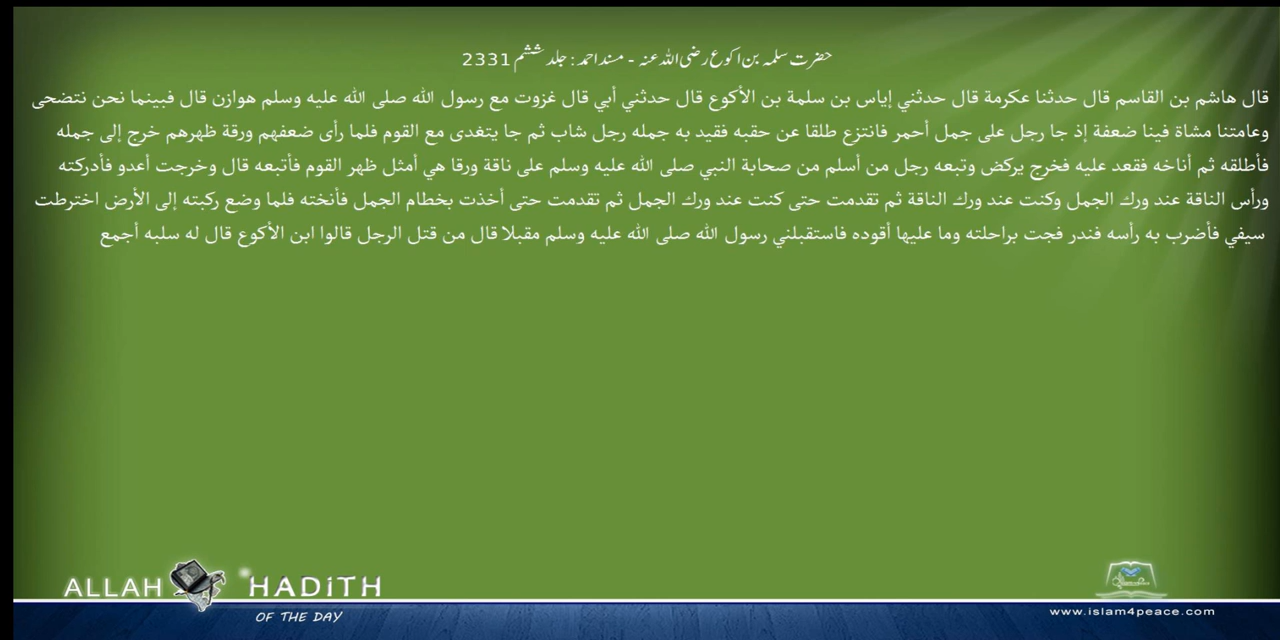 حضرت سلمہ بن اکوع رضی اللہ عنہ - مسند احمد : جلد ششم 2331
قال هاشم بن القاسم قال حدثنا عكرمة قال حدثني إياس بن سلمة بن الأكوع قال حدثني أبي قال غزوت مع رسول الله صلى الله عليه وسلم هوازن قال فبينما نحن نتضحى
وعامتنا مشاة فينا ضعفة إذ جا رجل على جمل أحمر فانتزع طلقا عن حقبه فقيد به جمله رجل شاب ثم جا يتغدى مع القوم فلما رأى ضعفهم ورقة ظهرهم خرج إلى جمله
فأطلقه ثم أناخه فقعد عليه فخرج يركض وتبعه رجل من أسلم من صحابة النبي صلى الله عليه وسلم على ناقة ورقا هي أمثل ظهر القوم فأتبعه قال وخرجت أعدو فأدركته
ورأس الناقة عند ورك الجمل وكنت عند ورك الناقة ثم تقدمت حتى كنت عند ورك الجمل ثم تقدمت حتى أخذت بخطام الجمل فأنخته فلما وضع ركبته إلى الأرض اخترطت
سيفي فأضرب به رأسه فندر فجت براحلته وما عليها أقوده فاستقبلني رسول الله صلى الله عليه وسلم مقبلا قال من قتل الرجل قالوا ابن الأكوع قال له سلبه أجمع
ALLAH HADITH
OF THE DAY
www.islam4peace.com